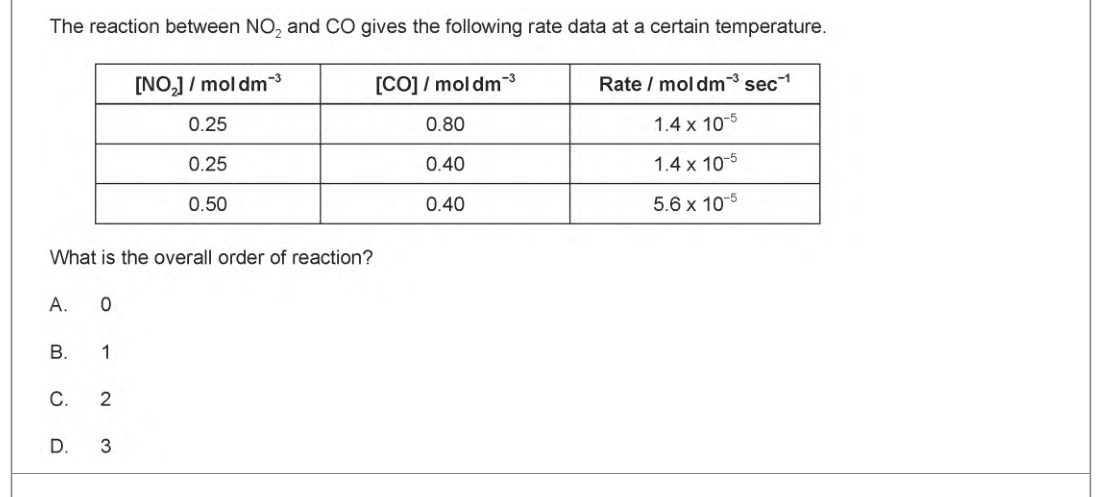 The reaction between NO₂ and CO gives the following rate data at a certain temperature.
[NO₂] / mol dm⁻³ [CO] / mol dm⁻³ Rate / mol dm⁻³ sec⁻¹
0.25 0.80 1.4 x 10⁻⁵
0.25 0.40 1.4 x 10⁻⁵
0.50 0.40 5.6 x 10⁻⁵
What is the overall order of reaction?
A. 0
B. 1
C. 2
D. 3